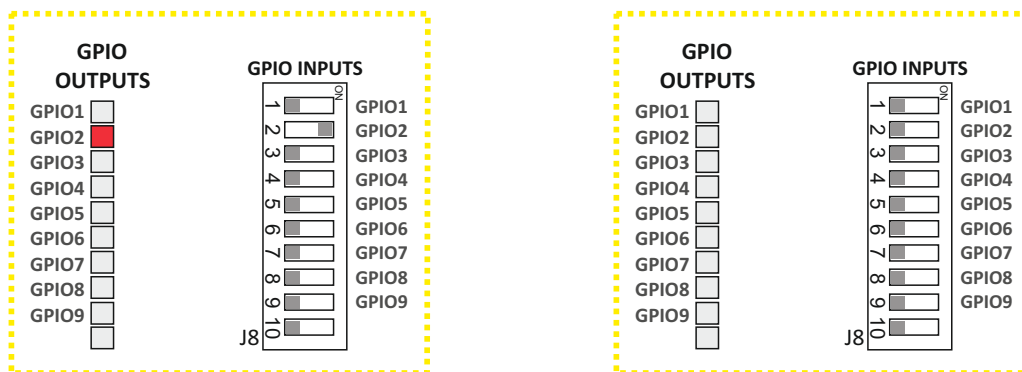 GPIO
OUTPUTS
GPIO1
GPIO2
GPIO3
GPIO4
GPIO5
GPIO6
GPIO7
GPIO8
GPIO9
GPIO INPUTS
ON
1 GPIO1
2 GPIO2
3 GPIO3
4 GPIO4
5 GPIO5
6 GPIO6
7 GPIO7
8 GPIO8
9 GPIO9
10
J8
GPIO
OUTPUTS
GPIO1
GPIO2
GPIO3
GPIO4
GPIO5
GPIO6
GPIO7
GPIO8
GPIO9
GPIO INPUTS
ON
1 GPIO1
2 GPIO2
3 GPIO3
4 GPIO4
5 GPIO5
6 GPIO6
7 GPIO7
8 GPIO8
9 GPIO9
10
J8